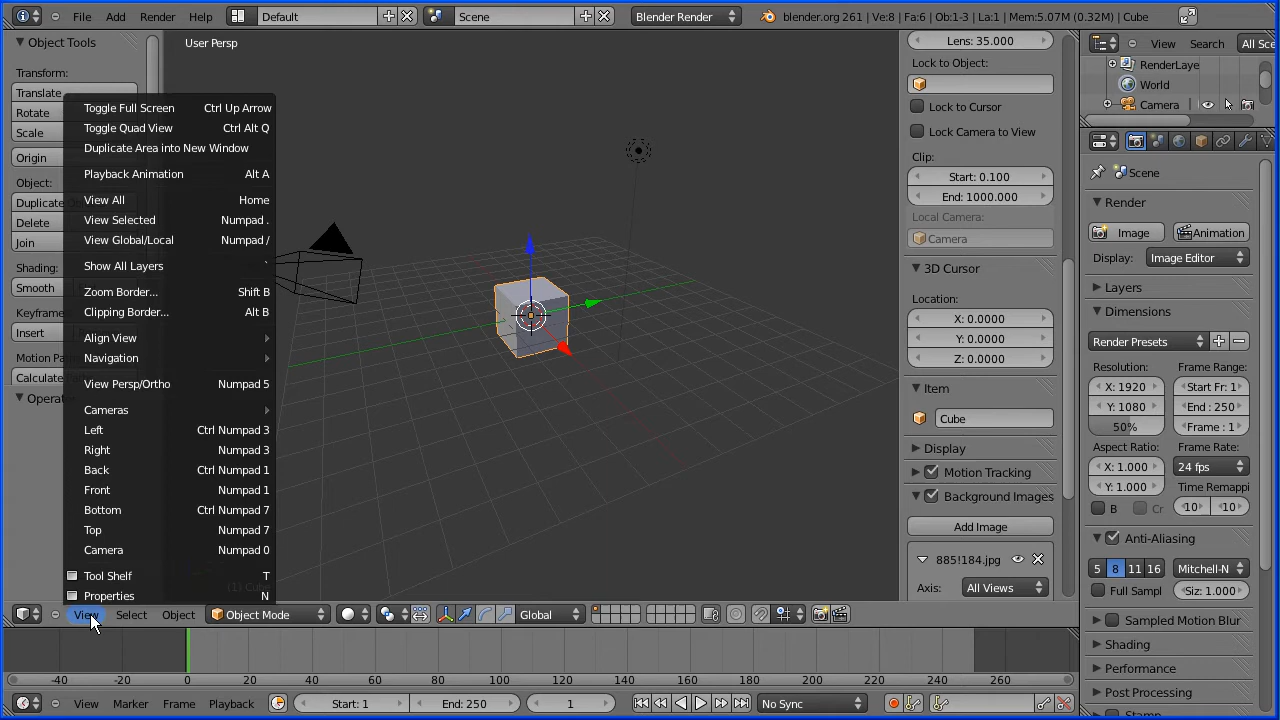 File Add Render Help Default Scene Blender Render blender.org 261 | Ve:8 | Fa:6 | Ob:1-3 | La:1 | Mem:5.07M (0.32M) | Cube
Object Tools
Transform:
Translate
Rotate
Scale
Origin
Object:
Duplicate
Delete
Join
Shading:
Smooth
Keyframe
Insert
Motion Pat
Calculate
Operat
User Persp
Toggle Full Screen Ctrl Up Arrow
Toggle Quad View Ctrl Alt Q
Duplicate Area into New Window
Playback Animation Alt A
View All Home
View Selected Numpad .
View Global/Local Numpad /
Show All Layers `
Zoom Border... Shift B
Clipping Border... Alt B
Align View
Navigation
View Persp/Ortho Numpad 5
Cameras
Left Ctrl Numpad 3
Right Numpad 3
Back Ctrl Numpad 1
Front Numpad 1
Bottom Ctrl Numpad 7
Top Numpad 7
Camera Numpad 0
Tool Shelf T
Properties N
Lens: 35.000
Lock to Object:
Lock to Cursor
Lock Camera to View
Clip:
Start: 0.100
End: 1000.000
Local Camera:
Camera
3D Cursor
Location:
X: 0.0000
Y: 0.0000
Z: 0.0000
Item
Cube
Display
Motion Tracking
Background Images
Add Image
885!184.jpg
Axis: All Views
View Search All Sce
RenderLaye
World
Camera
Scene
Render
Image Animation
Display: Image Editor
Layers
Dimensions
Render Presets
Resolution: Frame Range:
X: 1920 Start Fr: 1
Y: 1080 End : 250
50% Frame : 1
Aspect Ratio: Frame Rate:
X: 1.000 24 fps
Y: 1.000 Time Remappi
B Cr 10 10
Anti-Aliasing
5 8 11 16 Mitchell-N
Full Sampl Siz: 1.000
Sampled Motion Blur
Shading
Performance
Post Processing
Stamp
View Select Object Object Mode Global
-40 -20 0 20 40 60 80 100 120 140 160 180 200 220 240 260
View Marker Frame Playback Start: 1 End: 250 1 No Sync